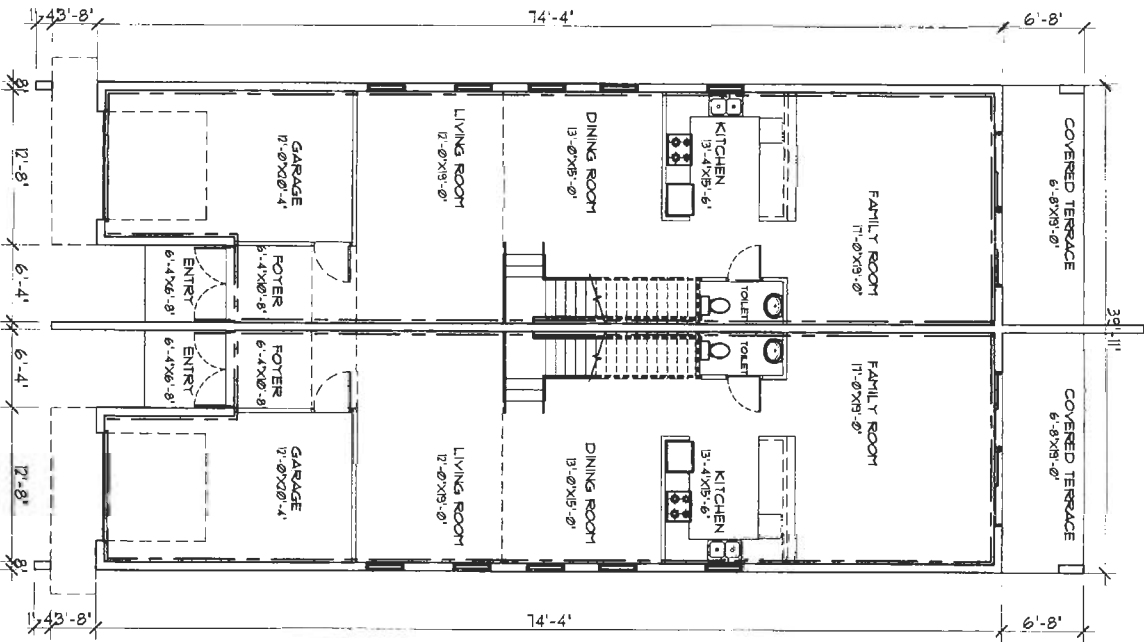 1'-4"
3'-8"
74'-4"
6'-8"
8"
12'-8"
6'-4"
6'-4"
12'-8"
8"
39'-11"
GARAGE
12'-0"X20'-4"
LIVING ROOM
12'-0"X19'-0"
DINING ROOM
13'-0"X15'-0"
KITCHEN
13'-4"X15'-6"
FAMILY ROOM
17'-0"X19'-0"
COVERED TERRACE
6'-8"X19'-0"
ENTRY
6'-4"X6'-8"
FOYER
6'-4"X10'-8"
TOILET
ENTRY
6'-4"X6'-8"
FOYER
6'-4"X10'-8"
TOILET
GARAGE
12'-0"X20'-4"
LIVING ROOM
12'-0"X19'-0"
DINING ROOM
13'-0"X15'-0"
KITCHEN
13'-4"X15'-6"
FAMILY ROOM
17'-0"X19'-0"
COVERED TERRACE
6'-8"X19'-0"
1'-4"
3'-8"
74'-4"
6'-8"